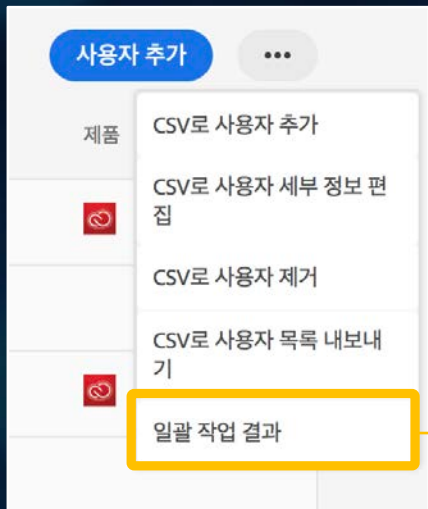 사용자 추가
•••
제품
CSV로 사용자 추가
CSV로 사용자 세부 정보 편
집
CSV로 사용자 제거
CSV로 사용자 목록 내보내
기
일괄 작업 결과